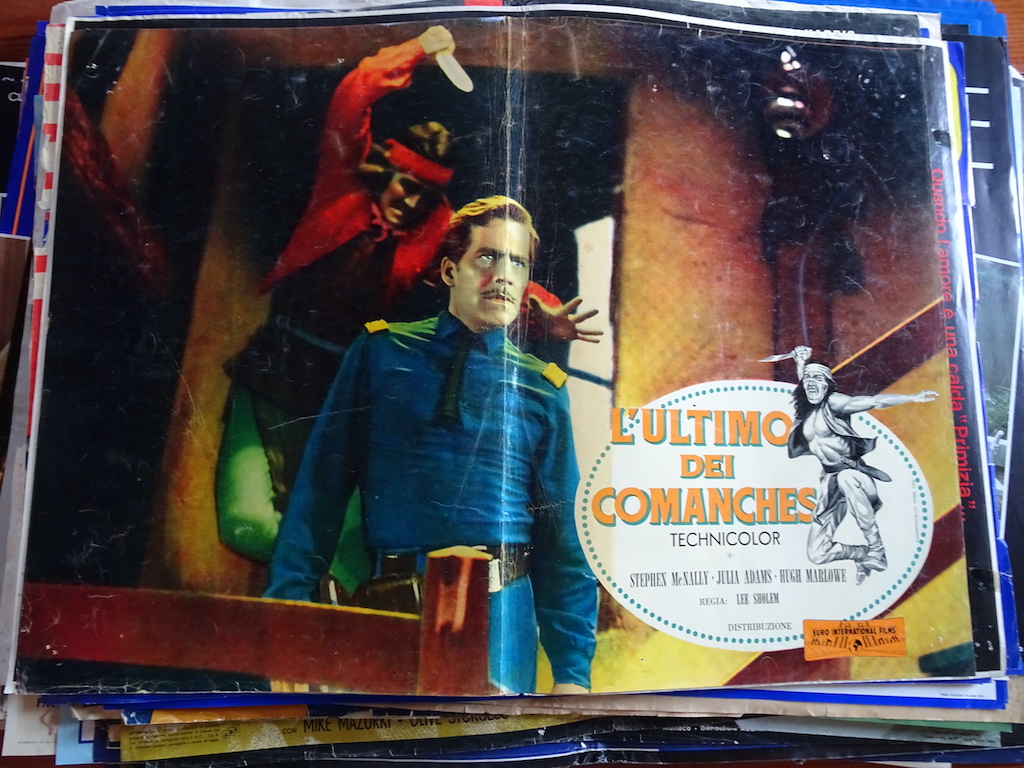 L'ULTIMO
DEI
COMANCHES
TECHNICOLOR
STEPHEN McNALLY · JULIA ADAMS · HUGH MARLOWE
REGIA: LEE SHOLEM
DISTRIBUZIONE
EURO INTERNATIONAL FILMS
Quando l'amore è una calda "Primizia"
CON MIKE MAZURKI - OLIVE STURGESS